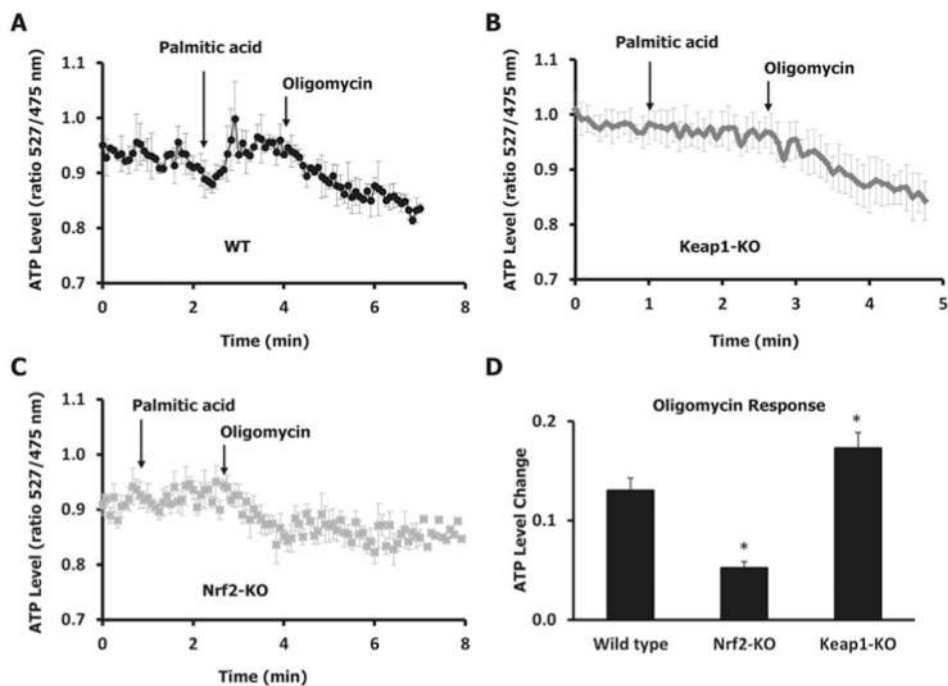 A
Palmitic acid
Oligomycin
ATP Level (ratio 527/475 nm)
1.1
1.0
0.9
0.8
0.7
WT
0
2
4
6
8
Time (min)
B
Palmitic acid
Oligomycin
ATP Level (ratio 527/475 nm)
1.1
1.0
0.9
0.8
0.7
Keap1-KO
0
1
2
3
4
5
Time (min)
C
Palmitic acid
Oligomycin
ATP Level (ratio 527/475 nm)
1.1
1.0
0.9
0.8
0.7
Nrf2-KO
0
2
4
6
8
Time (min)
D
Oligomycin Response
ATP Level Change
0.2
0.1
0.0
*
*
Wild type
Nrf2-KO
Keap1-KO